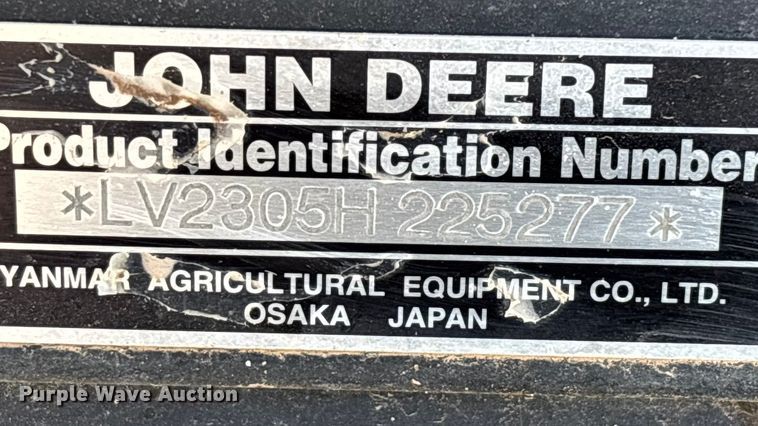 JOHN DEERE
Product Identification Number
*LV2305H 225277*
YANMAR AGRICULTURAL EQUIPMENT CO., LTD.
OSAKA JAPAN
Purple Wave Auction